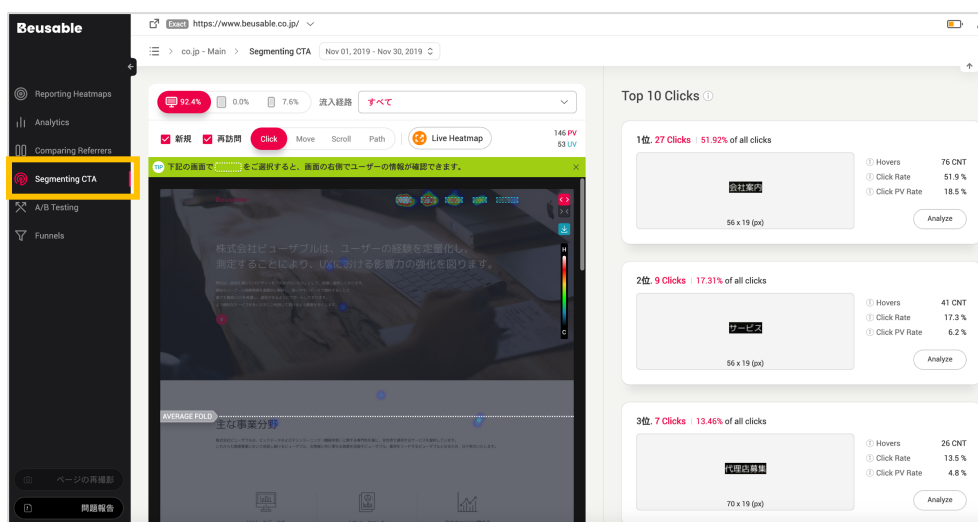 Beusable
Exact https://www.beusable.co.jp/
co.jp - Main > Segmenting CTA Nov 01, 2019 - Nov 30, 2019
Reporting Heatmaps
Analytics
Comparing Referrers
Segmenting CTA
A/B Testing
Funnels
ページの再撮影
問題報告
92.4% 0.0% 7.6% 流入経路 すべて
新規 再訪問 Click Move Scroll Path Live Heatmap 146 PV
53 UV
TIP 下記の画面で をご選択すると、画面の右側でユーザーの情報が確認できます。
株式会社ビューザブルは、ユーザーの経験を定量化し、
測定することにより、UXにおける影響力の強化を図ります。
H
C
AVERAGE FOLD
主な事業分野
Top 10 Clicks
1位. 27 Clicks 51.92% of all clicks
会社案内
56 x 19 (px)
Hovers 76 CNT
Click Rate 51.9 %
Click PV Rate 18.5 %
Analyze
2位. 9 Clicks 17.31% of all clicks
サービス
56 x 19 (px)
Hovers 41 CNT
Click Rate 17.3 %
Click PV Rate 6.2 %
Analyze
3位. 7 Clicks 13.46% of all clicks
代理店募集
70 x 19 (px)
Hovers 26 CNT
Click Rate 13.5 %
Click PV Rate 4.8 %
Analyze